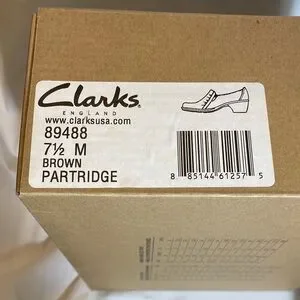 Clarks
ENGLAND
www.clarksusa.com
89488
7½ M
BROWN
PARTRIDGE
8 85144 61257 5